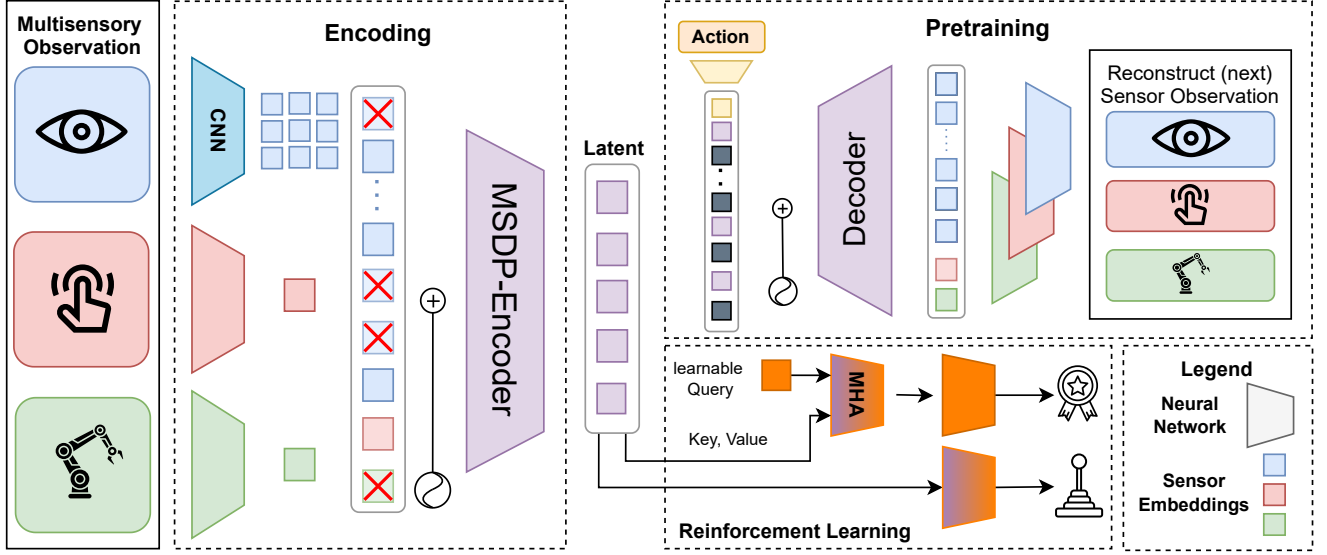 Multisensory
Observation
Encoding
CNN
MSDP-Encoder
Latent
Pretraining
Action
Decoder
Reconstruct (next)
Sensor Observation
learnable
Query
MHA
Key, Value
Reinforcement Learning
Legend
Neural
Network
Sensor
Embeddings